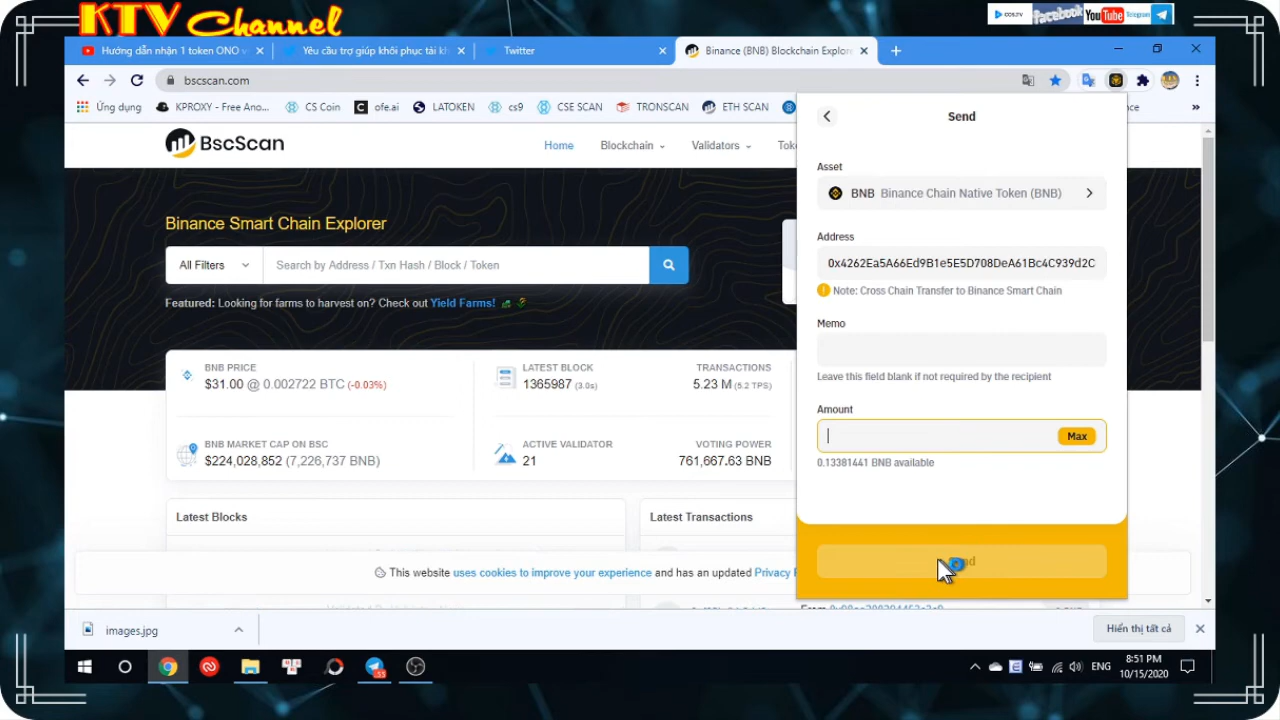 KTV Channel
COS.TV
Facebook
YouTube
Telegram
Hướng dẫn nhận 1 token ONO
Yêu cầu trợ giúp khôi phục tài kh
Twitter
Binance (BNB) Blockchain Explor
bscscan.com
Ứng dụng
KPROXY - Free Ano...
CS Coin
ofe.ai
LATOKEN
cs9
CSE SCAN
TRONSCAN
ETH SCAN
»
BscScan
Home
Blockchain
Validators
Binance Smart Chain Explorer
All Filters
Search by Address / Txn Hash / Block / Token
Featured: Looking for farms to harvest on? Check out Yield Farms!
BNB PRICE
$31.00 @ 0.002722 BTC (-0.03%)
LATEST BLOCK
1365987 (3.0s)
TRANSACTIONS
5.23 M (5.2 TPS)
BNB MARKET CAP ON BSC
$224,028,852 (7,226,737 BNB)
ACTIVE VALIDATOR
21
VOTING POWER
761,667.63 BNB
Latest Blocks
Latest Transactions
This website uses cookies to improve your experience and has an updated Privacy
Send
Asset
BNB Binance Chain Native Token (BNB)
Address
0x4262Ea5A66Ed9B1e5E5D708DeA61Bc4C939d2C
Note: Cross Chain Transfer to Binance Smart Chain
Memo
Leave this field blank if not required by the recipient
Amount
Max
0.13381441 BNB available
images.jpg
Hiển thị tất cả
33
ENG
8:51 PM
10/15/2020